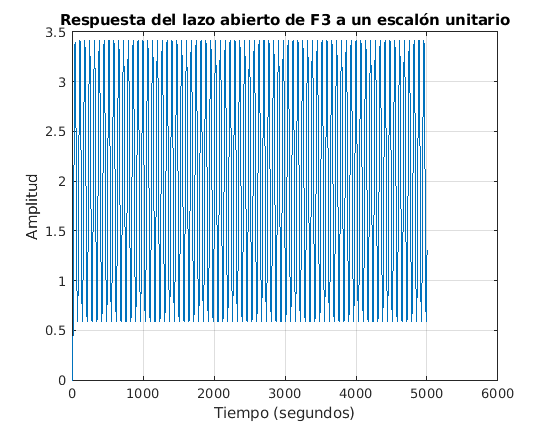 Respuesta del lazo abierto de F3 a un escalón unitario
3.5
3
2.5
2
1.5
1
0.5
0
Amplitud
0 1000 2000 3000 4000 5000 6000
Tiempo (segundos)